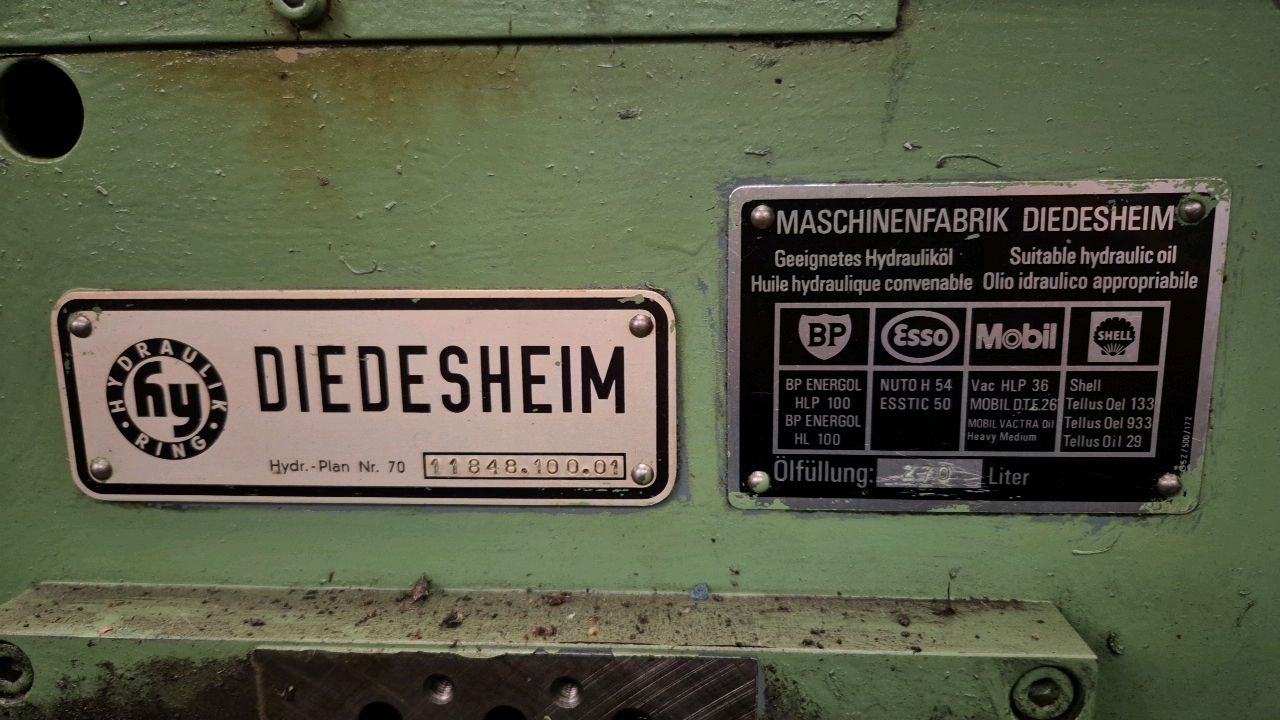 HYDRAULIK
hy
RING
DIEDESHEIM
Hydr.-Plan Nr. 70 11848.100.01
MASCHINENFABRIK DIEDESHEIM
Geeignetes Hydrauliköl Suitable hydraulic oil
Huile hydraulique convenable Olio idraulico appropriabile
BP Esso Mobil SHELL
BP ENERGOL
HLP 100
BP ENERGOL
HL 100
NUTO H 54
ESSTIC 50
Vac HLP 36
MOBIL DTE 26
MOBIL VACTRA Oil
Heavy Medium
Shell
Tellus Oel 133
Tellus Oel 933
Tellus Oil 29
Ölfüllung: 270 Liter